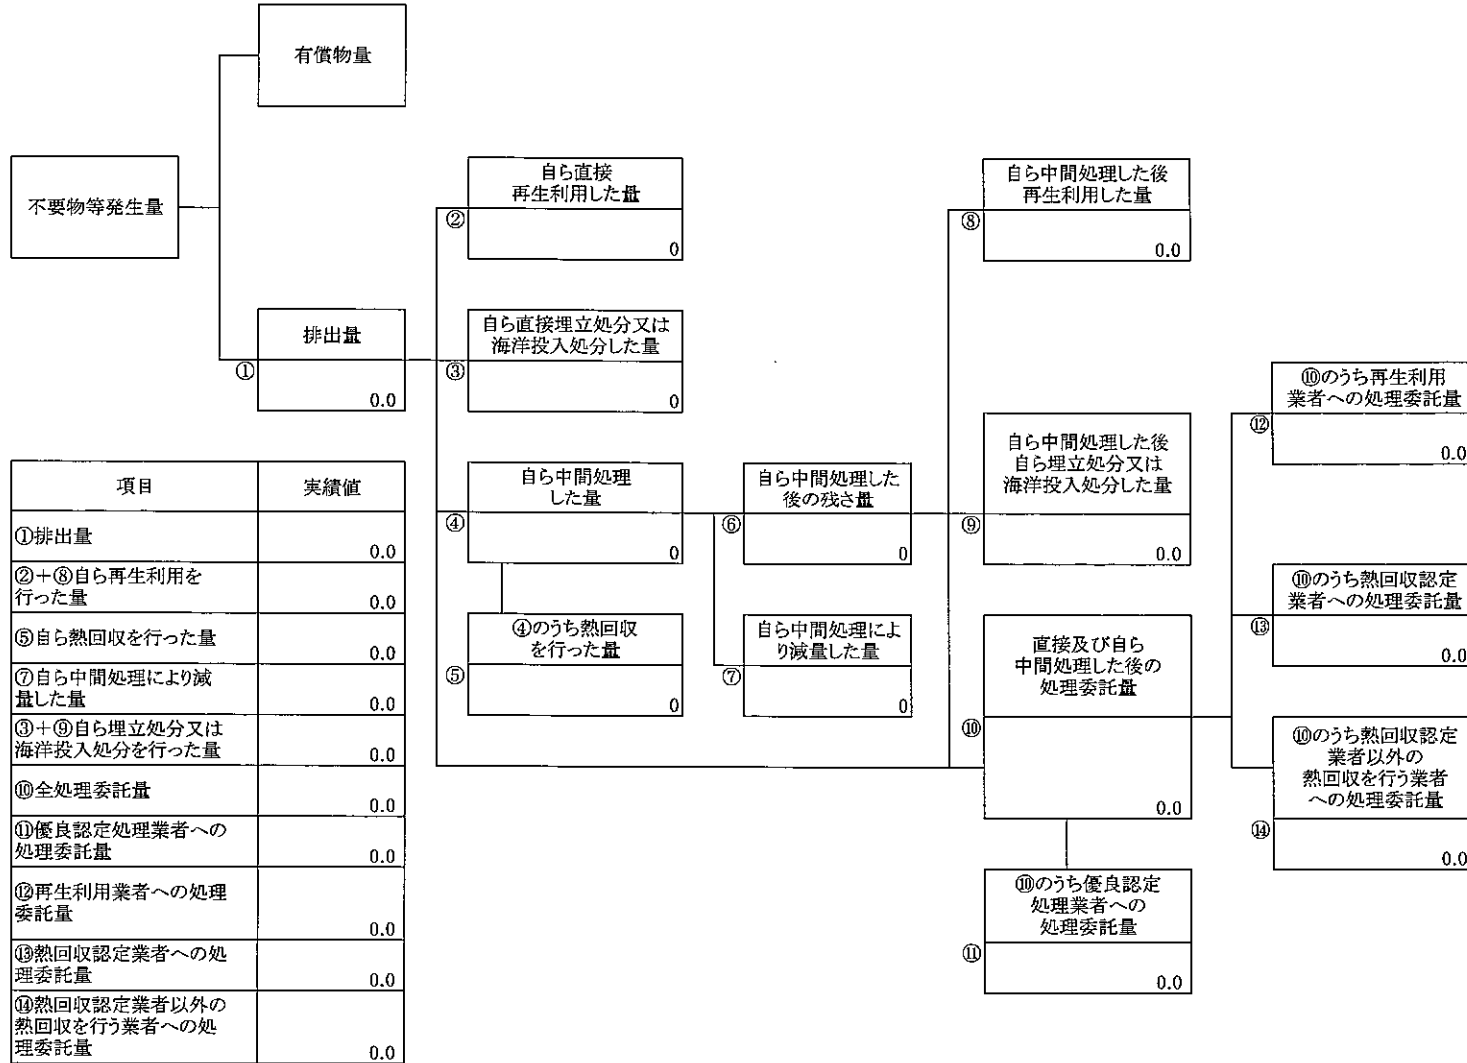 有償物量
不要物等発生量
排出量
①
0.0
自ら直接
再生利用した量
②
0
自ら直接埋立処分又は
海洋投入処分した量
③
0
自ら中間処理
した量
④
0
④のうち熱回収
を行った量
⑤
0
自ら中間処理した
後の残さ量
⑥
0
自ら中間処理によ
り減量した量
⑦
0
自ら中間処理した後
再生利用した量
⑧
0.0
自ら中間処理した後
自ら埋立処分又は
海洋投入処分した量
⑨
0.0
直接及び自ら
中間処理した後の
処理委託量
⑩
0.0
⑩のうち優良認定
処理業者への
処理委託量
⑪
0.0
⑩のうち再生利用
業者への処理委託量
⑫
0.0
⑩のうち熱回収認定
業者への処理委託量
⑬
0.0
⑩のうち熱回収認定
業者以外の
熱回収を行う業者
への処理委託量
⑭
0.0
項目 実績値
①排出量
0.0
②＋⑧自ら再生利用を
行った量 0.0
⑤自ら熱回収を行った量
0.0
⑦自ら中間処理により減
量した量 0.0
③＋⑨自ら埋立処分又は
海洋投入処分を行った量 0.0
⑩全処理委託量
0.0
⑪優良認定処理業者への
処理委託量 0.0
⑫再生利用業者への処理
委託量
0.0
⑬熱回収認定業者への処
理委託量 0.0
⑭熱回収認定業者以外の
熱回収を行う業者への処
理委託量 0.0